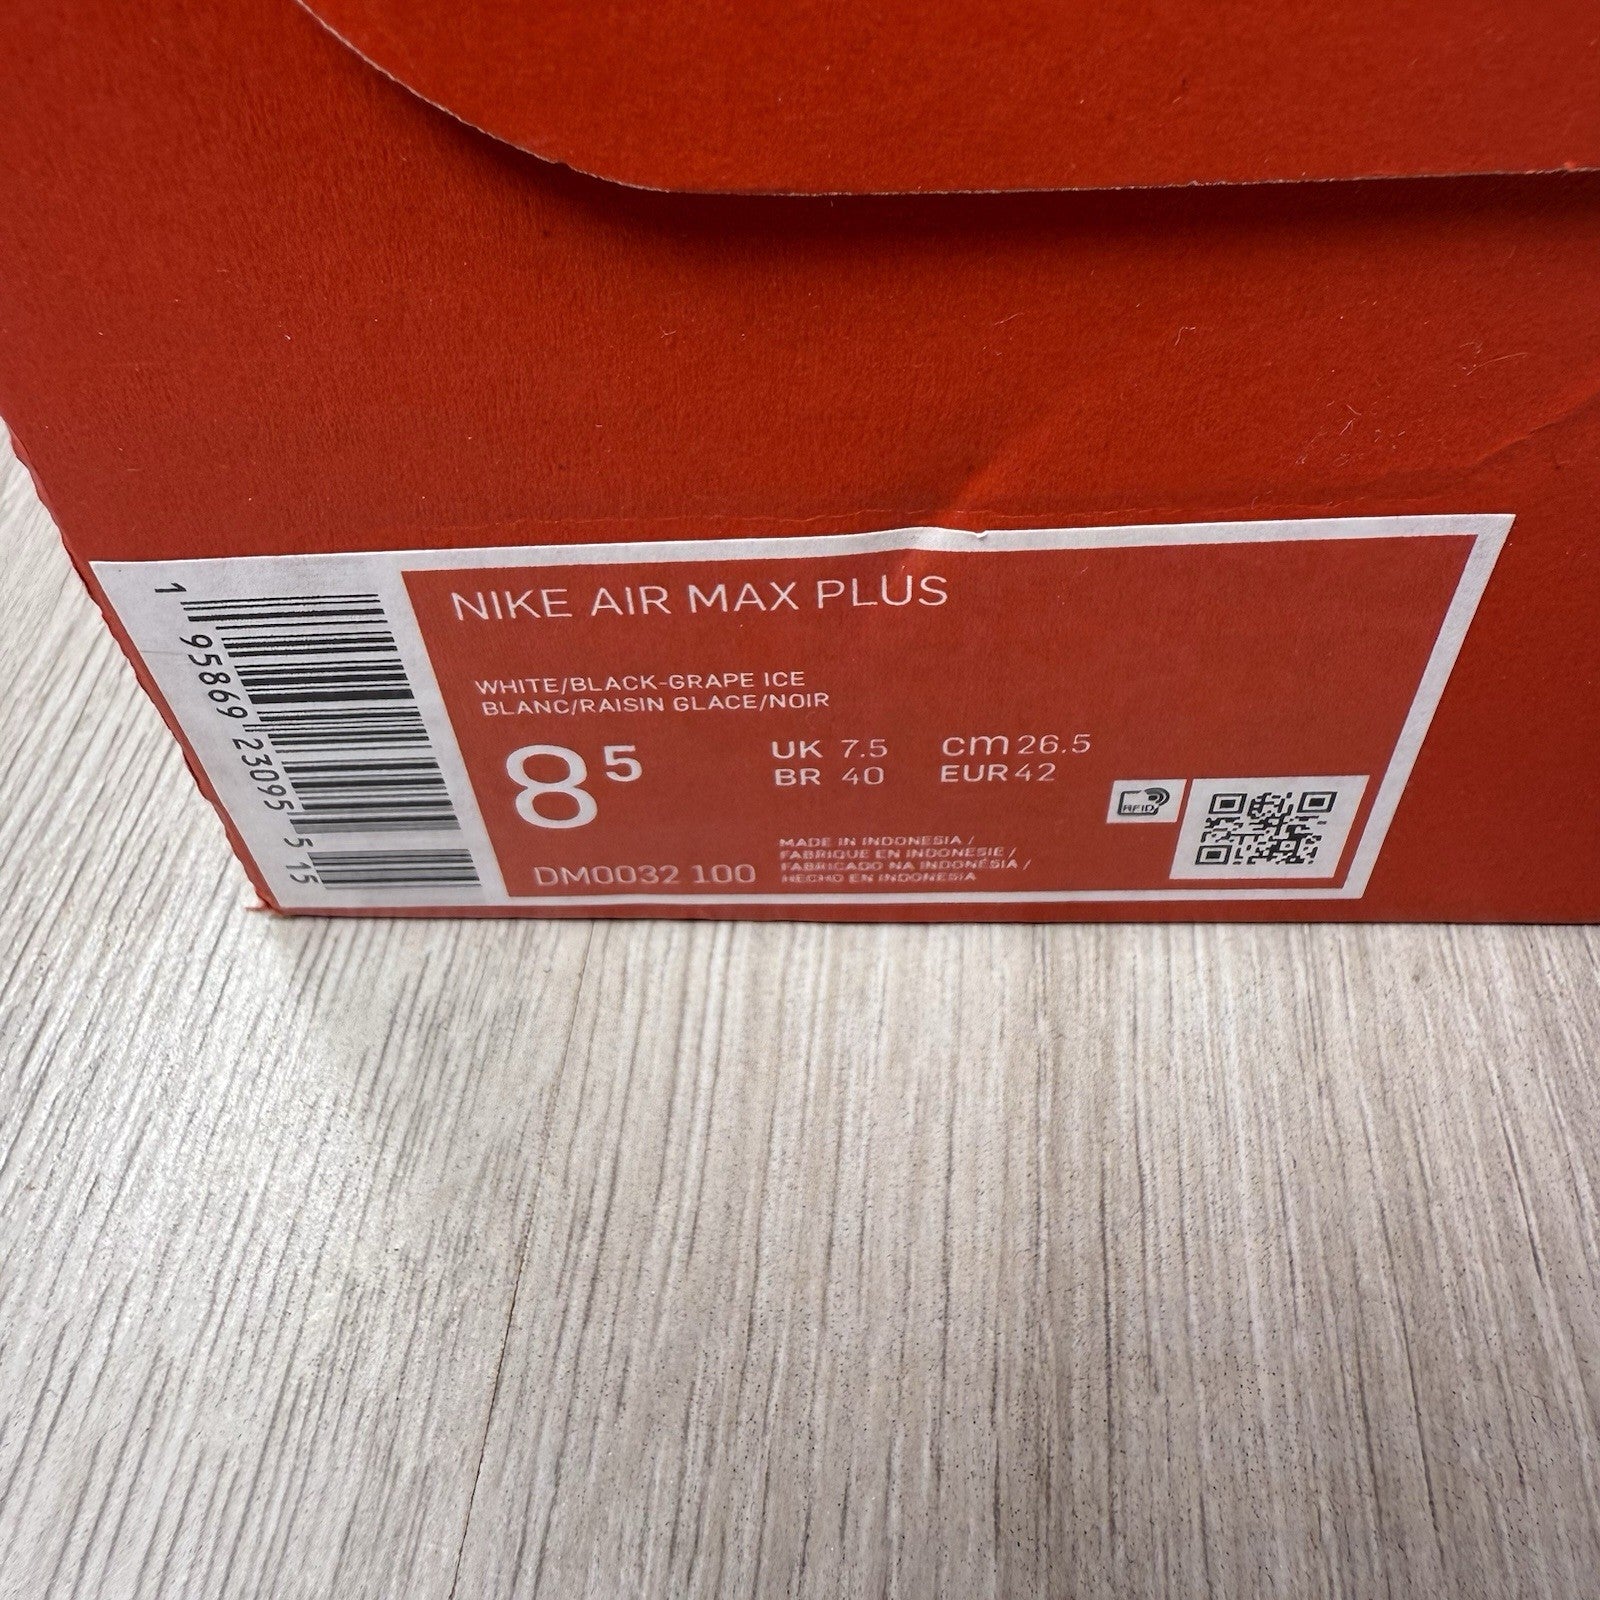 NIKE AIR MAX PLUS
WHITE/BLACK-GRAPE ICE
BLANC/RAISIN GLACE/NOIR
8 5
UK 7.5 cm 26.5
BR 40 EUR 42
RFID
DM0032 100
MADE IN INDONESIA /
FABRIQUE EN INDONESIE /
FABRICADO NA INDONÉSIA /
HECHO EN INDONESIA
1 95869 23095 5 15